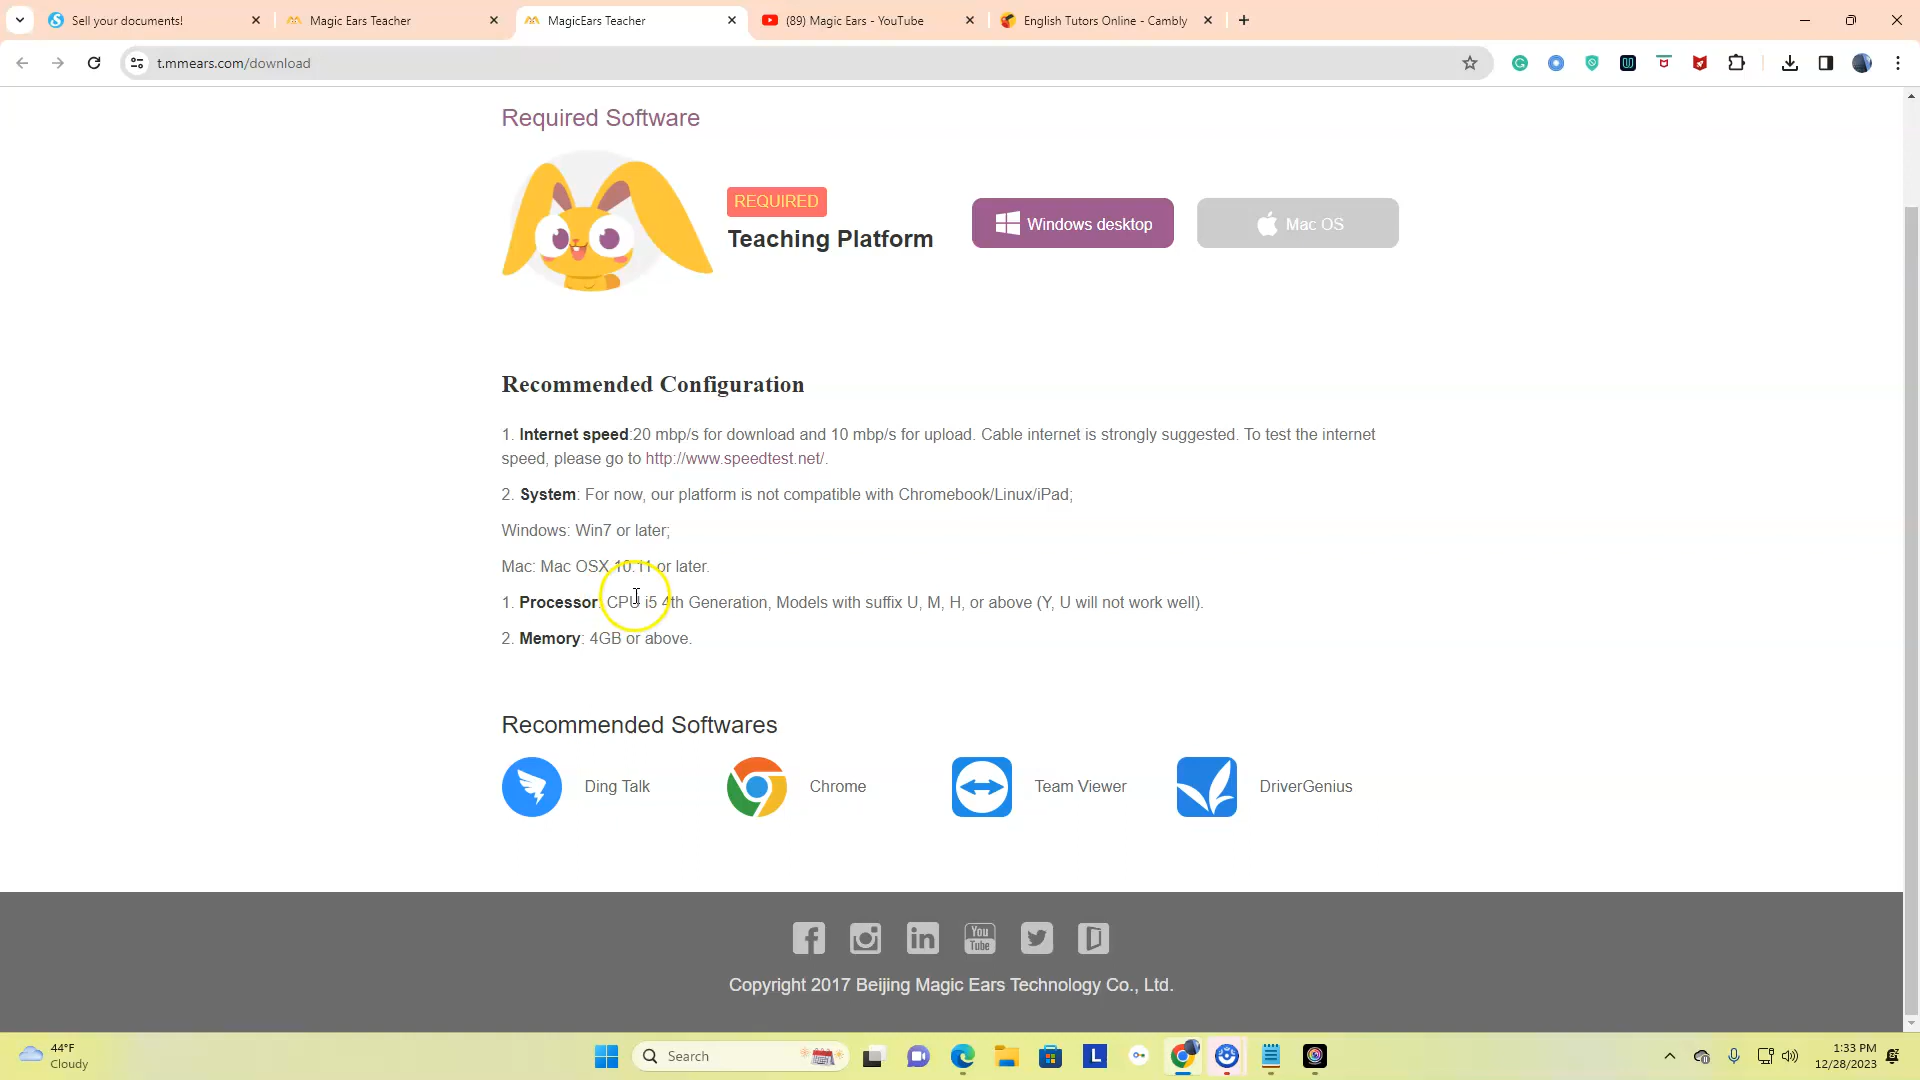 Sell your documents!
Magic Ears Teacher
MagicEars Teacher
(89) Magic Ears - YouTube
English Tutors Online - Cambly
t.mmears.com/download
Required Software
REQUIRED
Teaching Platform
Windows desktop
Mac OS
Recommended Configuration
1. Internet speed:20 mbp/s for download and 10 mbp/s for upload. Cable internet is strongly suggested. To test the internet
speed, please go to http://www.speedtest.net/.
2. System: For now, our platform is not compatible with Chromebook/Linux/iPad;
Windows: Win7 or later;
Mac: Mac OSX 10.11 or later.
1. Processor: CPU i5 4th Generation, Models with suffix U, M, H, or above (Y, U will not work well).
2. Memory: 4GB or above.
Recommended Softwares
Ding Talk
Chrome
Team Viewer
DriverGenius
You
Tube
Copyright 2017 Beijing Magic Ears Technology Co., Ltd.
44°F
Cloudy
Search
L
1:33 PM
12/28/2023